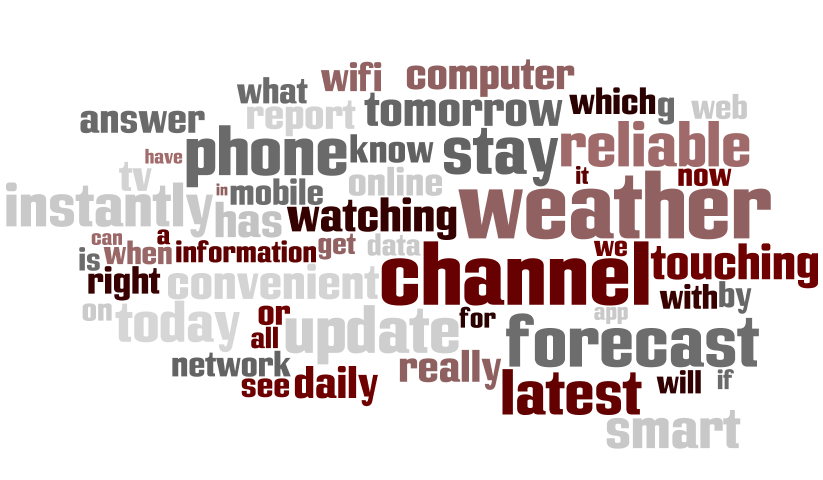 wifi computer
what
report tomorrow which g web
answer
phone know stay reliable
have
tv it now
in mobile online
instantly has watching weather
can when a information get data we
is channel touching
right convenient with by
on today or update for app
all forecast
network really
see daily latest will if
smart